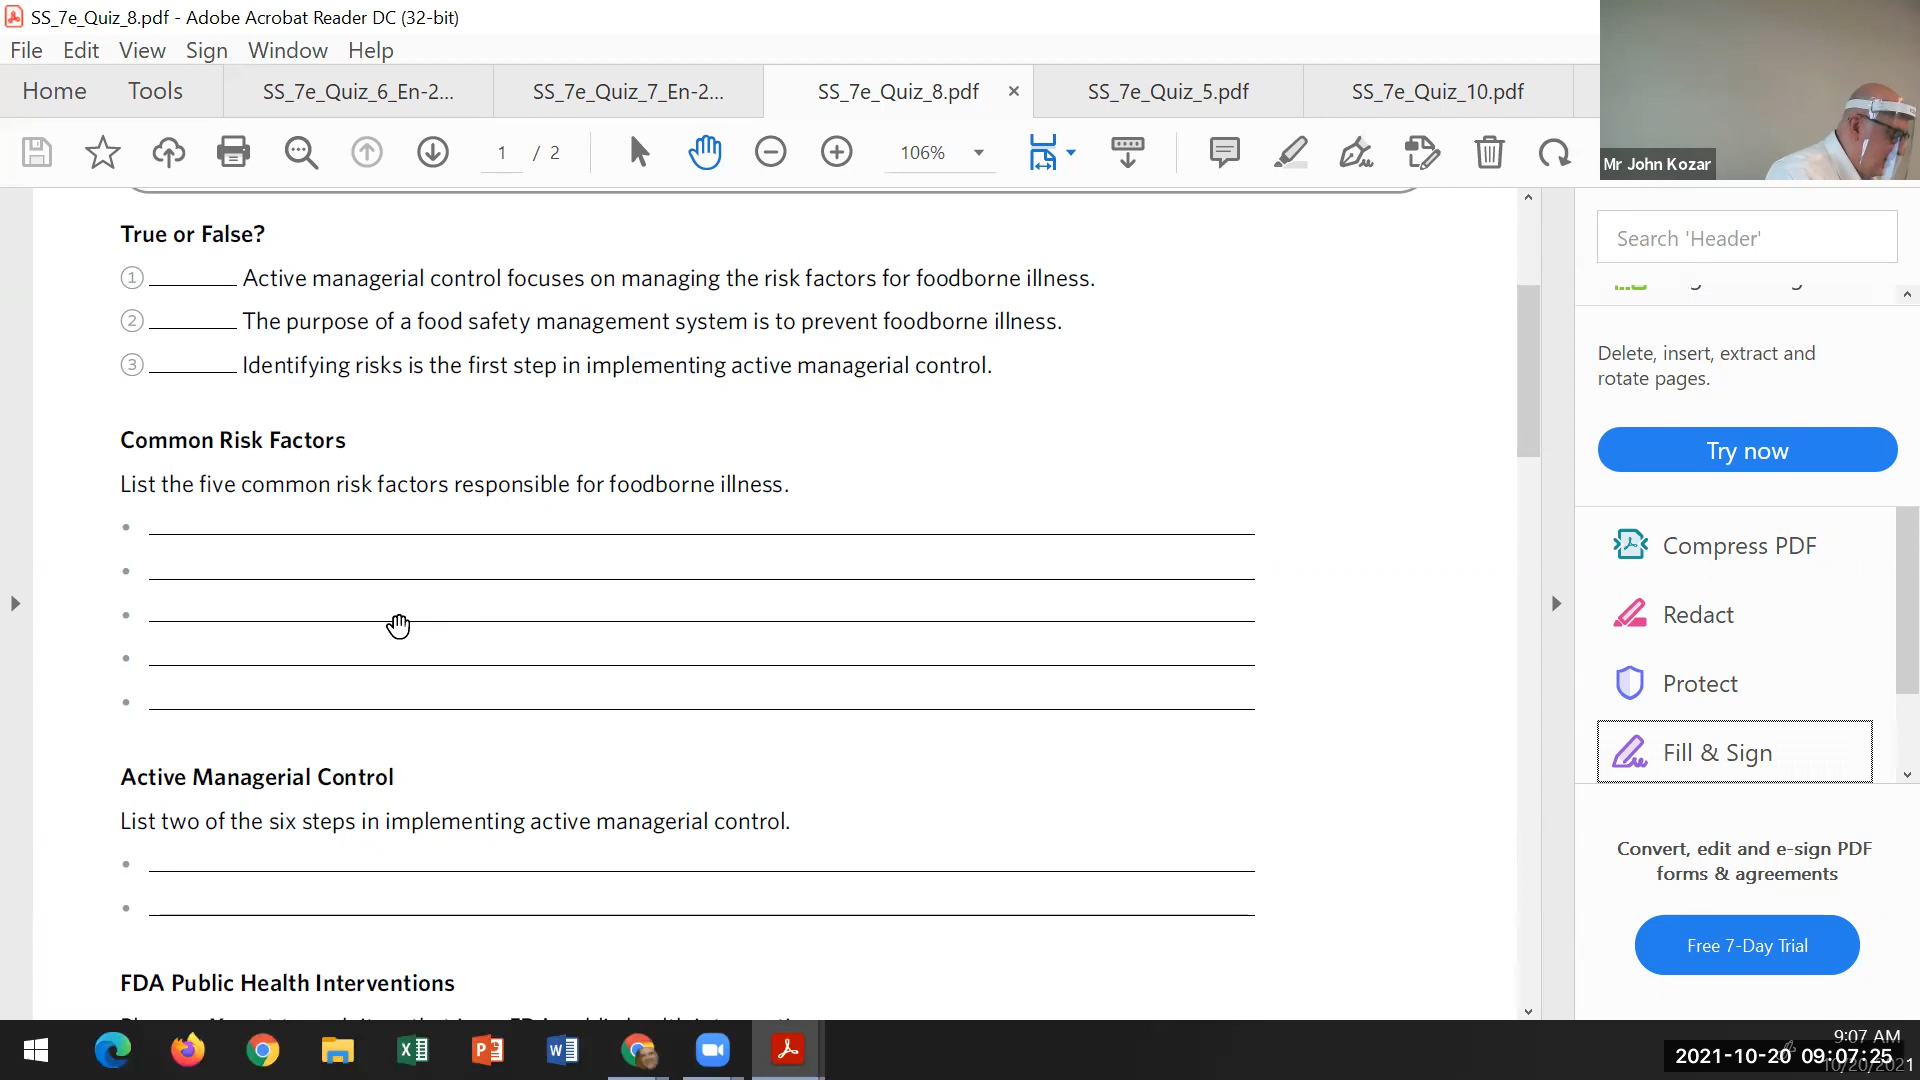 SS_7e_Quiz_8.pdf - Adobe Acrobat Reader DC (32-bit)
File Edit View Sign Window Help
Home Tools SS_7e_Quiz_6_En-2... SS_7e_Quiz_7_En-2... SS_7e_Quiz_8.pdf × SS_7e_Quiz_5.pdf SS_7e_Quiz_10.pdf
1 / 2 106%
Mr John Kozar
True or False?
1 Active managerial control focuses on managing the risk factors for foodborne illness.
2 The purpose of a food safety management system is to prevent foodborne illness.
3 Identifying risks is the first step in implementing active managerial control.
Common Risk Factors
List the five common risk factors responsible for foodborne illness.
Active Managerial Control
List two of the six steps in implementing active managerial control.
FDA Public Health Interventions
Search 'Header'
Delete, insert, extract and
rotate pages.
Try now
Compress PDF
Redact
Protect
Fill & Sign
Convert, edit and e-sign PDF
forms & agreements
Free 7-Day Trial
9:07 AM
2021-10-20 09:07:25
10/20/2021